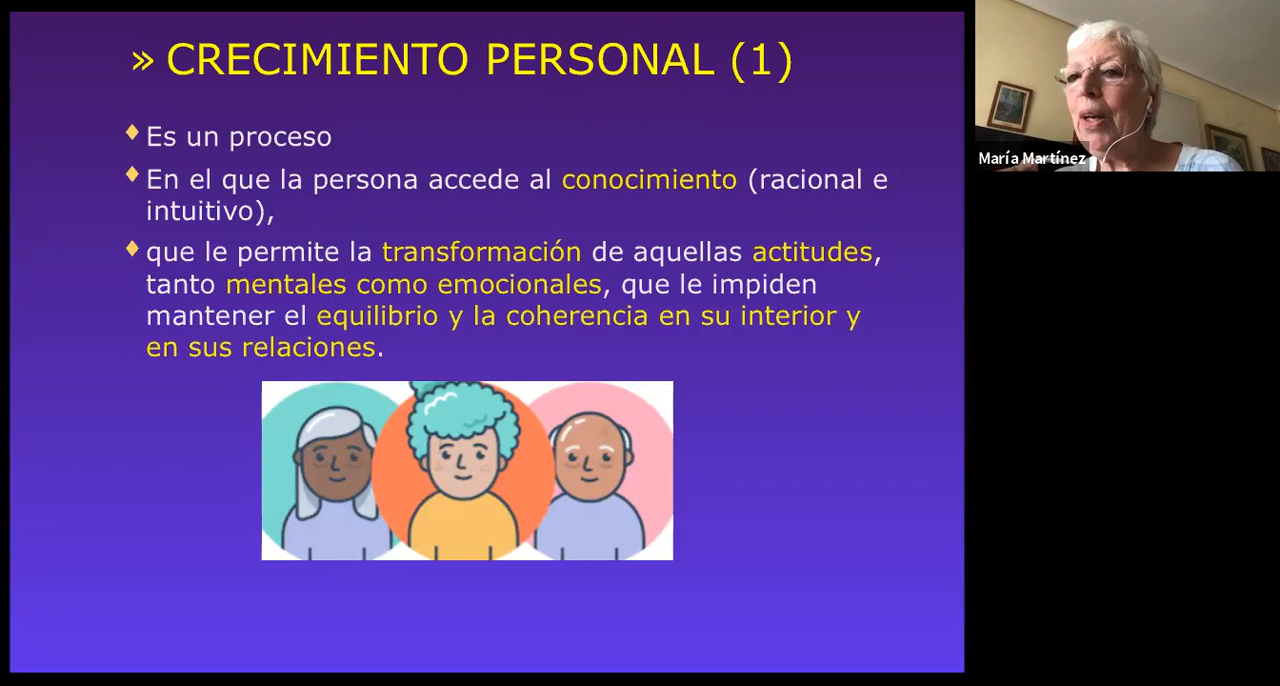 » CRECIMIENTO PERSONAL (1)
Es un proceso
En el que la persona accede al conocimiento (racional e
intuitivo),
que le permite la transformación de aquellas actitudes,
tanto mentales como emocionales, que le impiden
mantener el equilibrio y la coherencia en su interior y
en sus relaciones.
María Martínez